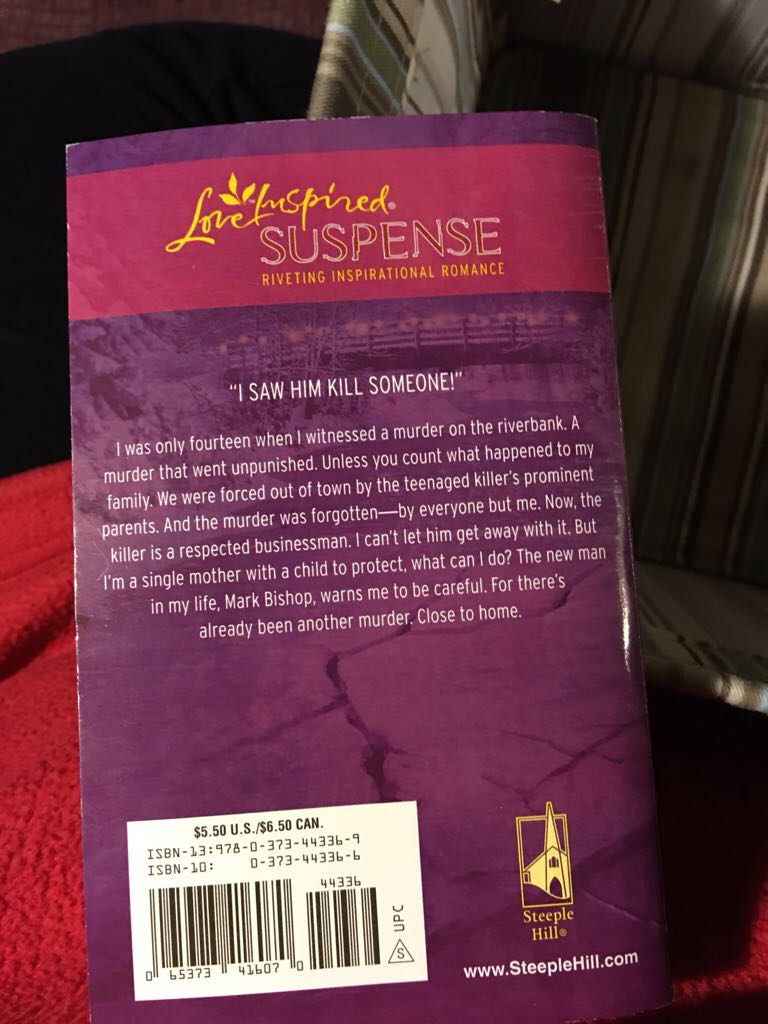 Love Inspired®
SUSPENSE
RIVETING INSPIRATIONAL ROMANCE
"I SAW HIM KILL SOMEONE!"
I was only fourteen when I witnessed a murder on the riverbank. A
murder that went unpunished. Unless you count what happened to my
family. We were forced out of town by the teenaged killer's prominent
parents. And the murder was forgotten—by everyone but me. Now, the
killer is a respected businessman. I can't let him get away with it. But
I'm a single mother with a child to protect, what can I do? The new man
in my life, Mark Bishop, warns me to be careful. For there's
already been another murder. Close to home.
$5.50 U.S./$6.50 CAN.
ISBN-13:978-0-373-44336-9
ISBN-10: 0-373-44336-6
44336
UPC
S
0 65373 41607 0
Steeple
Hill®
www.SteepleHill.com